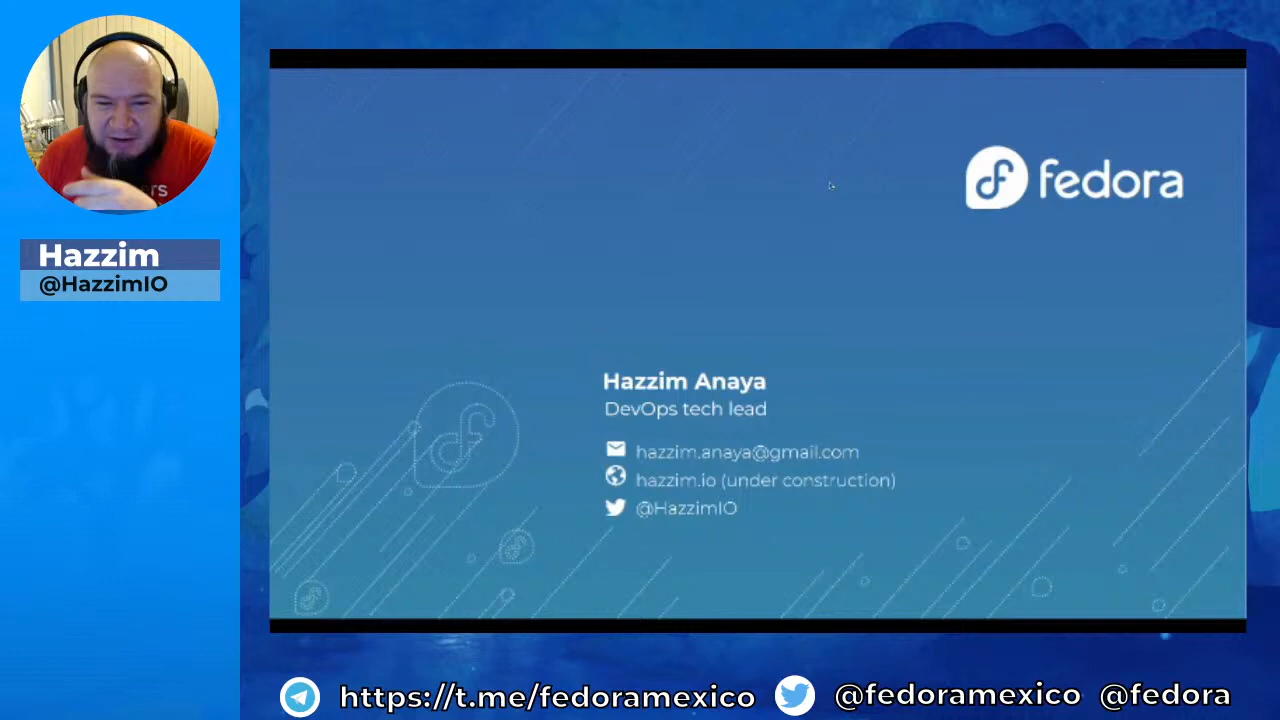 rs
Hazzim
@HazzimIO
fedora
Hazzim Anaya
DevOps tech lead
hazzim.anaya@gmail.com
hazzim.io (under construction)
@HazzimIO
https://t.me/fedoramexico @fedoramexico @fedora